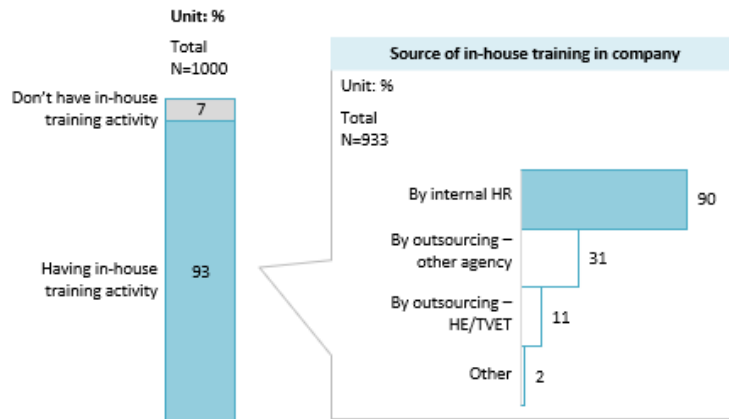 Unit: %
Total
N=1000
Don't have in-house
training activity
7
Having in-house
training activity
93
Source of in-house training in company
Unit: %
Total
N=933
By internal HR
90
By outsourcing –
other agency
31
By outsourcing –
HE/TVET
11
Other
2